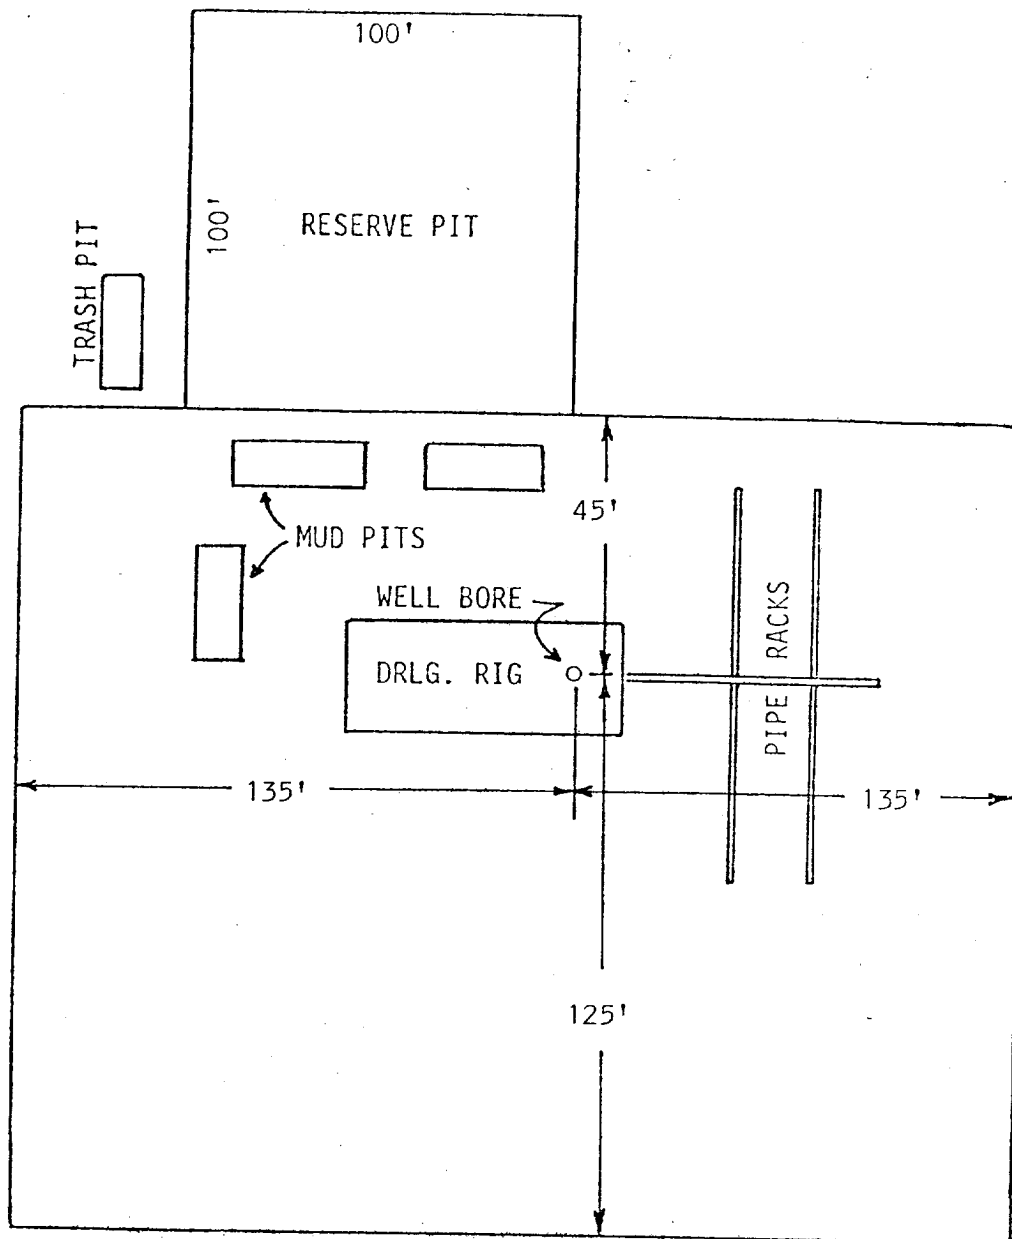 100'
100'
RESERVE PIT
TRASH PIT
45'
MUD PITS
WELL BORE
DRLG. RIG
PIPE RACKS
135'
135'
125'